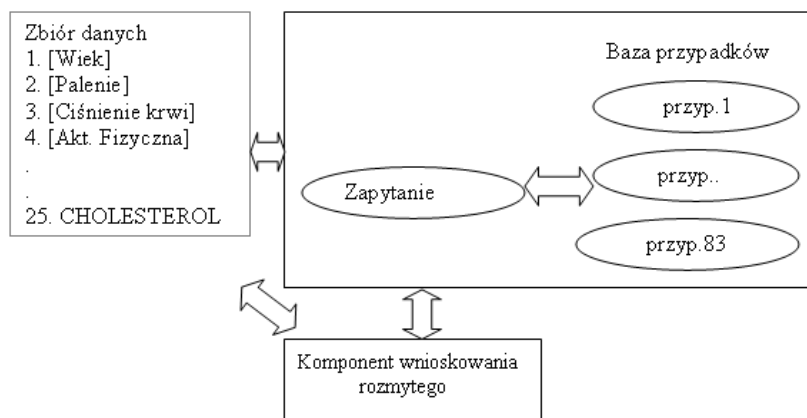 Zbiór danych
1. [Wiek]
2. [Palenie]
3. [Ciśnienie krwi]
4. [Akt. Fizyczna]
.
.
25. CHOLESTEROL
Baza przypadków
przyp.1
Zapytanie
przyp..
przyp.83
Komponent wnioskowania
rozmytego